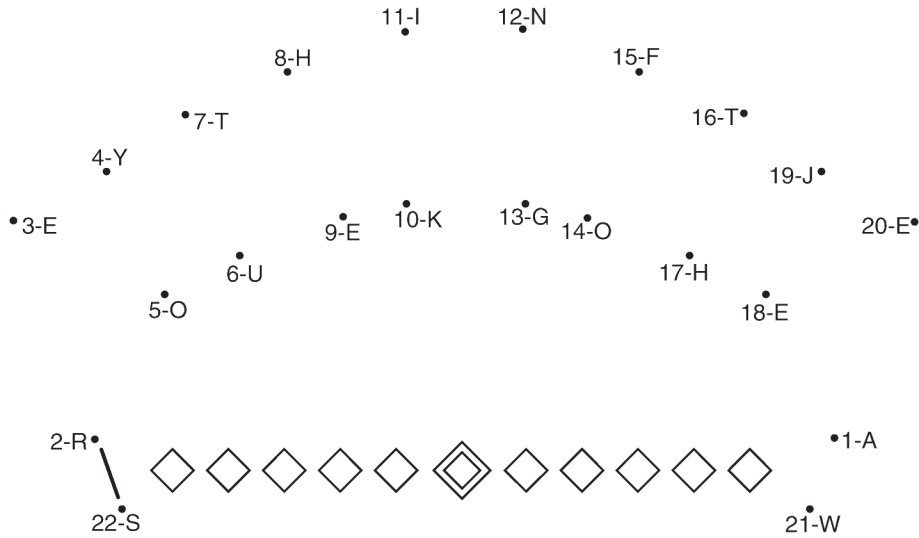 11-I 12-N
8-H 15-F
7-T 16-T
4-Y 19-J
3-E 20-E
9-E 10-K 13-G 14-O
6-U 17-H
5-O 18-E
2-R 1-A
22-S 21-W